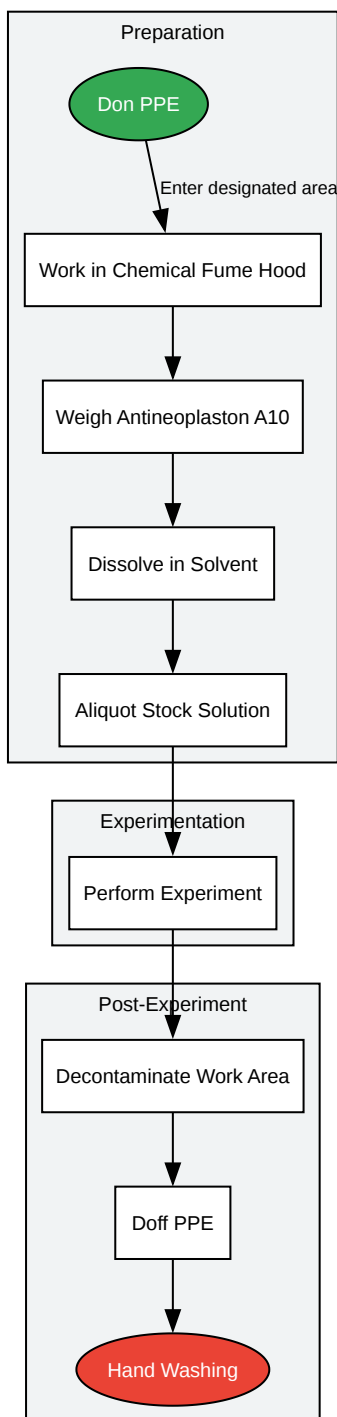 Preparation
Don PPE
Enter designated area
Work in Chemical Fume Hood
Weigh Antineoplaston A10
Dissolve in Solvent
Aliquot Stock Solution
Experimentation
Perform Experiment
Post-Experiment
Decontaminate Work Area
Doff PPE
Hand Washing